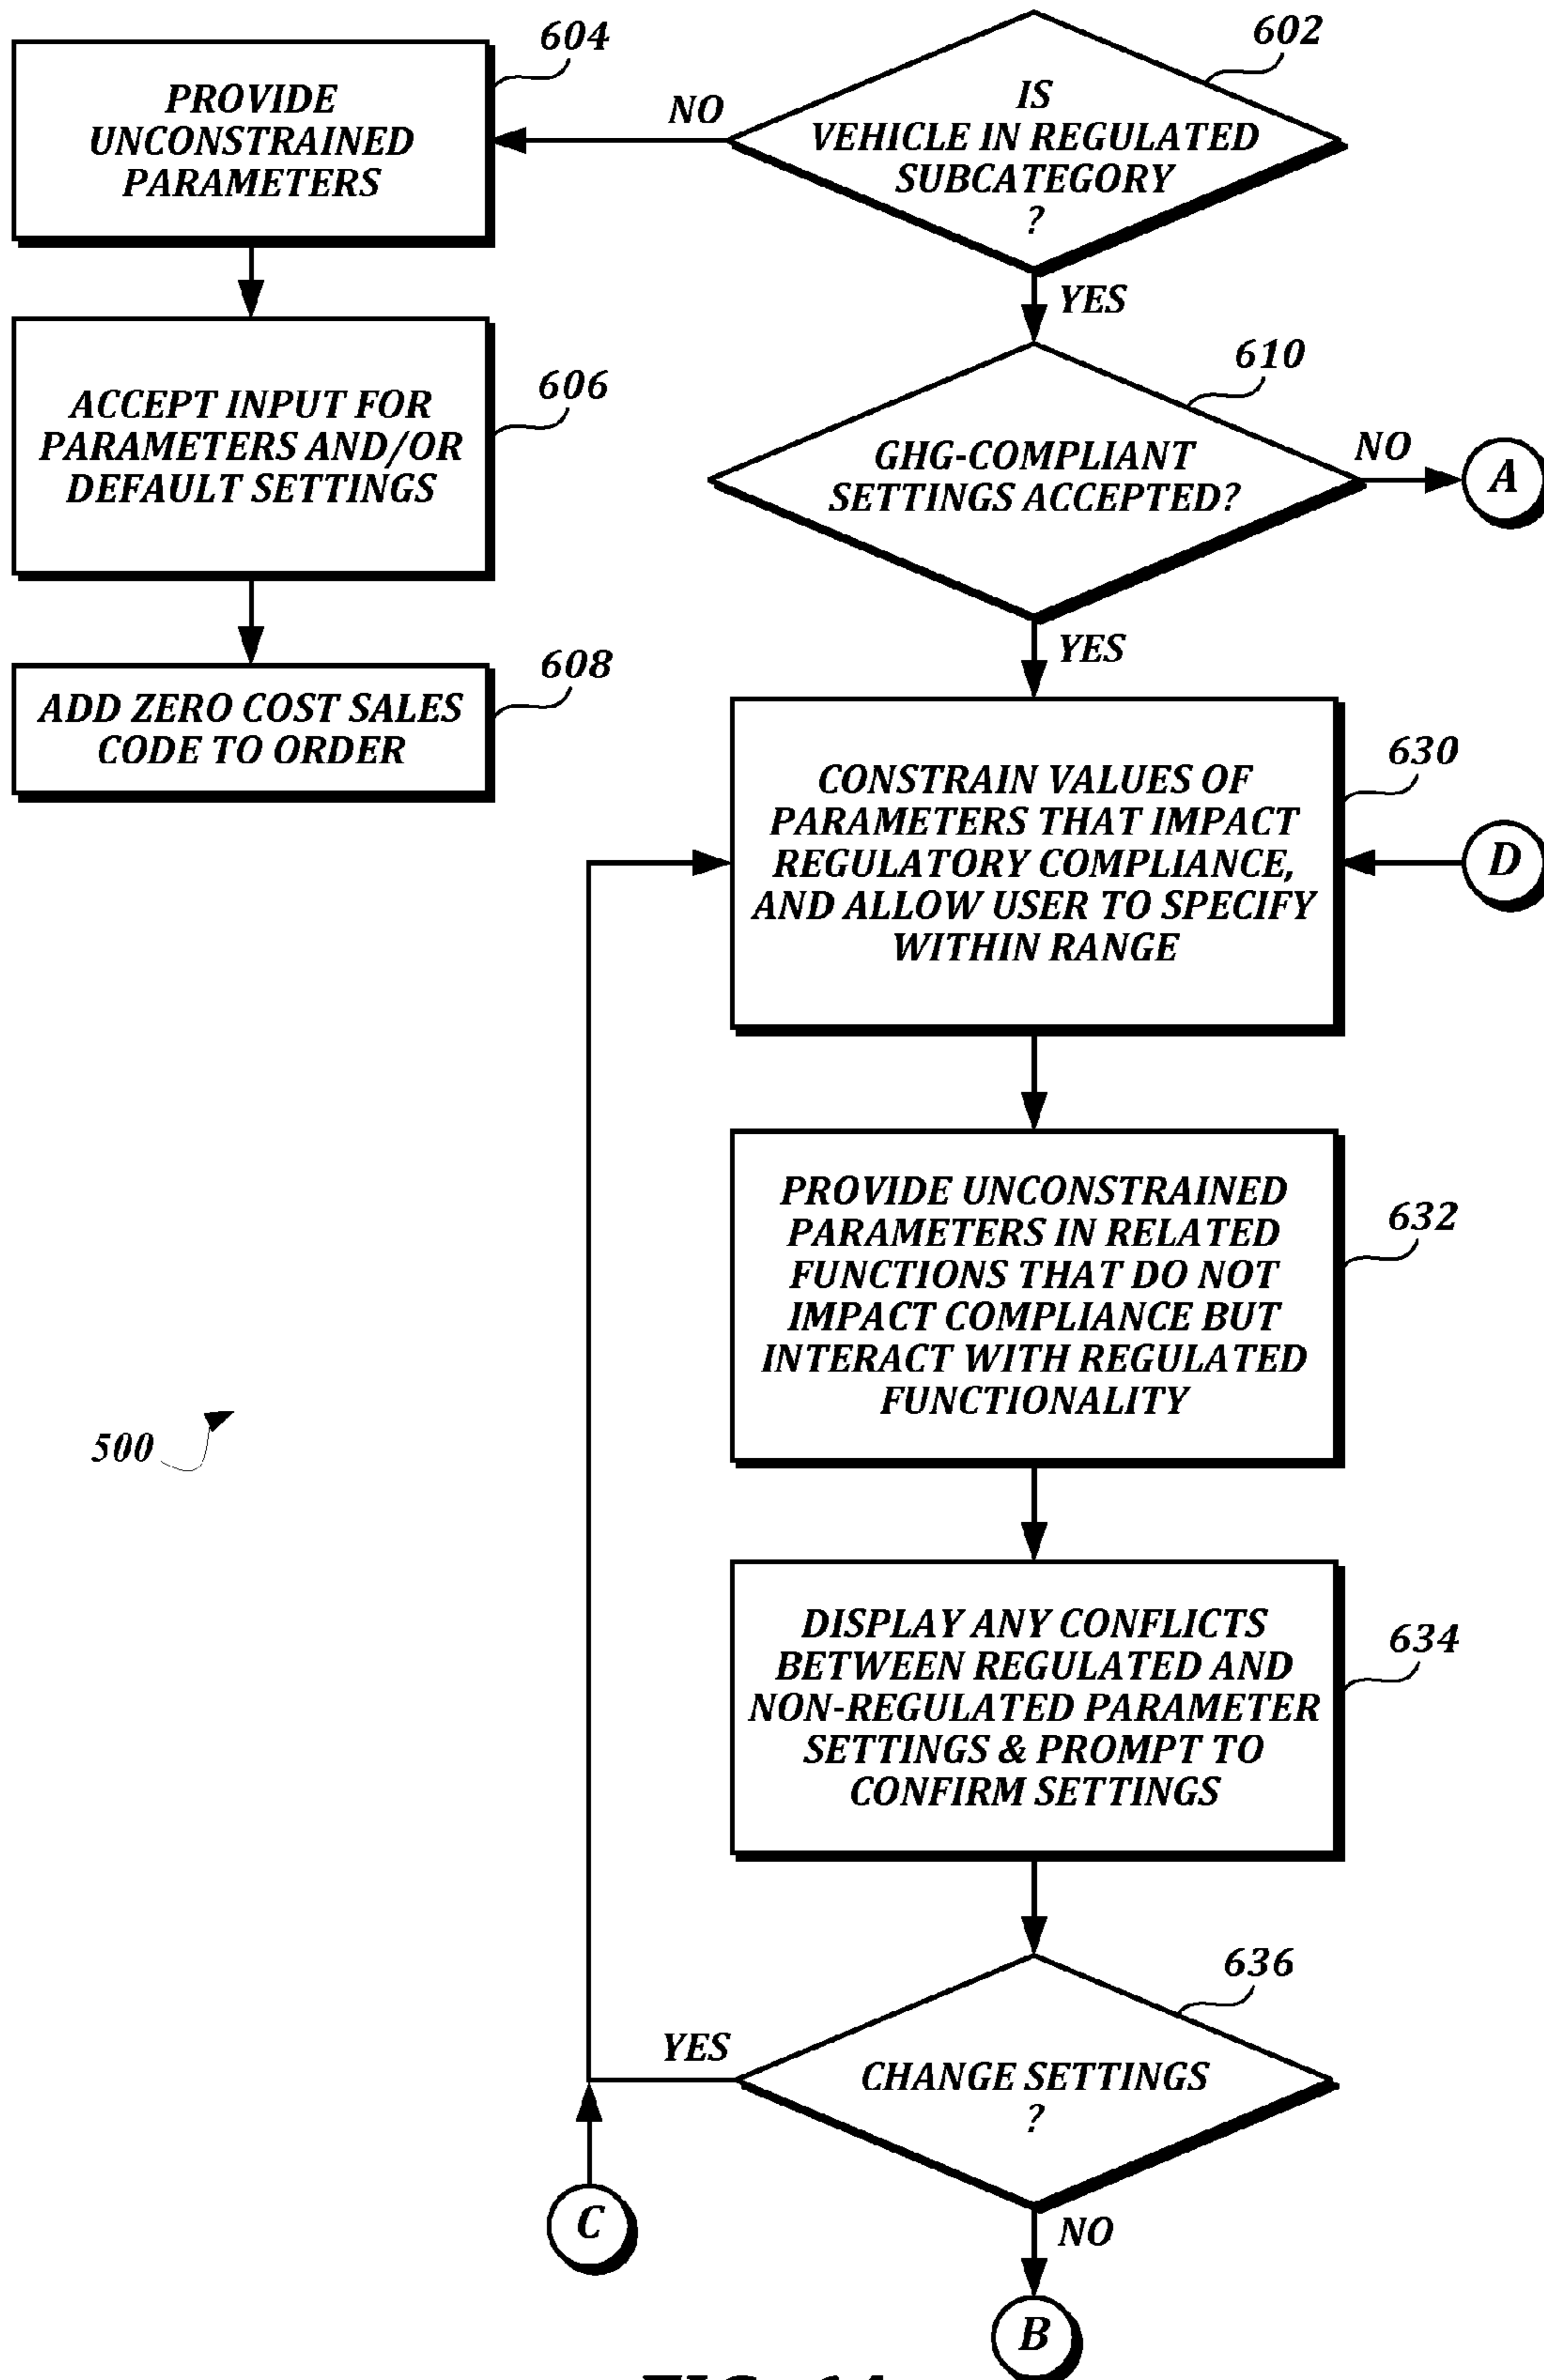 604
PROVIDE
UNCONSTRAINED
PARAMETERS
NO
602
IS
VEHICLE IN REGULATED
SUBCATEGORY
?
YES
606
ACCEPT INPUT FOR
PARAMETERS AND/OR
DEFAULT SETTINGS
610
GHG-COMPLIANT
SETTINGS ACCEPTED?
NO
A
YES
608
ADD ZERO COST SALES
CODE TO ORDER
630
CONSTRAIN VALUES OF
PARAMETERS THAT IMPACT
REGULATORY COMPLIANCE,
AND ALLOW USER TO SPECIFY
WITHIN RANGE
D
632
PROVIDE UNCONSTRAINED
PARAMETERS IN RELATED
FUNCTIONS THAT DO NOT
IMPACT COMPLIANCE BUT
INTERACT WITH REGULATED
FUNCTIONALITY
500
634
DISPLAY ANY CONFLICTS
BETWEEN REGULATED AND
NON-REGULATED PARAMETER
SETTINGS & PROMPT TO
CONFIRM SETTINGS
636
YES
CHANGE SETTINGS
?
C
NO
B